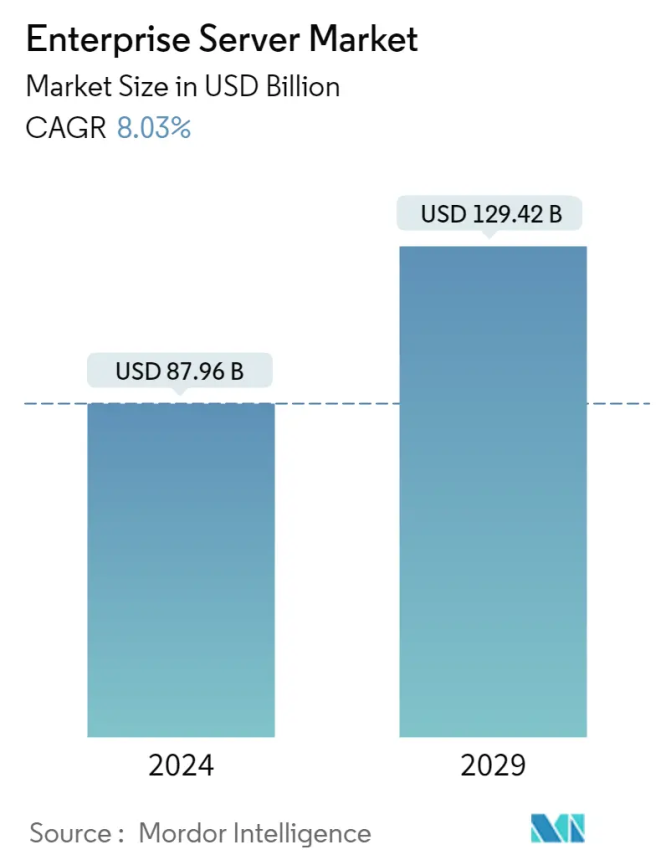 Enterprise Server Market
Market Size in USD Billion
CAGR 8.03%
USD 129.42 B
USD 87.96 B
2024 2029
Source : Mordor Intelligence